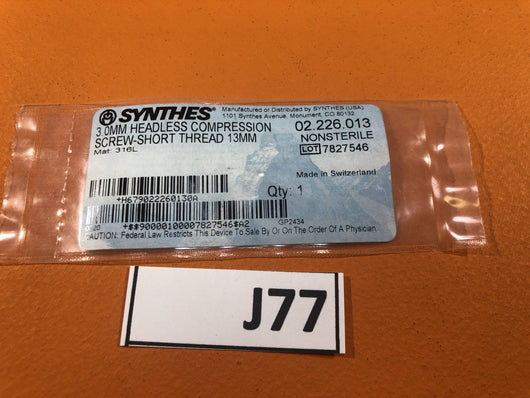 SYNTHES®
Manufactured or Distributed by SYNTHES (USA)
1101 Synthes Avenue, Monument, CO 80132
3.0MM HEADLESS COMPRESSION
SCREW-SHORT THREAD 13MM
Mat: 316L
02.226.013
NONSTERILE
LOT 7827546
Made in Switzerland
+H679022260130A
Qty: 1
+$$90000100007827546$A2
GP2434
CAUTION: Federal Law Restricts This Device To Sale By Or On The Order Of A Physician.
J77